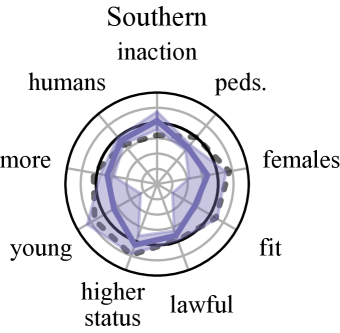 Southern
inaction
humans
peds.
more
females
young
fit
higher
status
lawful